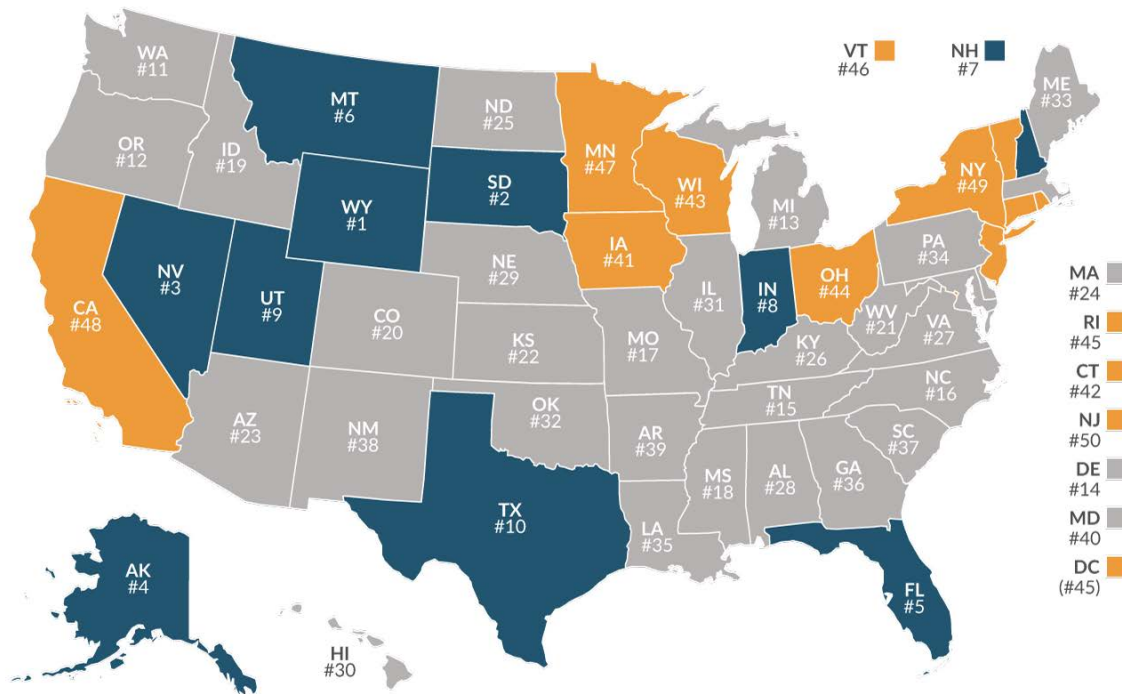 WA
#11
OR
#12
CA
#48
ID
#19
NV
#3
MT
#6
WY
#1
UT
#9
AZ
#23
ND
#25
SD
#2
NE
#29
CO
#20
KS
#22
NM
#38
OK
#32
TX
#10
MN
#47
IA
#41
MO
#17
AR
#39
LA
#35
WI
#43
IL
#31
MI
#13
IN
#8
OH
#44
KY
#26
TN
#15
MS
#18
AL
#28
GA
#36
FL
#5
SC
#37
NC
#16
VA
#27
WV
#21
PA
#34
NY
#49
ME
#33
VT
#46
NH
#7
MA
#24
RI
#45
CT
#42
NJ
#50
DE
#14
MD
#40
DC
(#45)
AK
#4
HI
#30